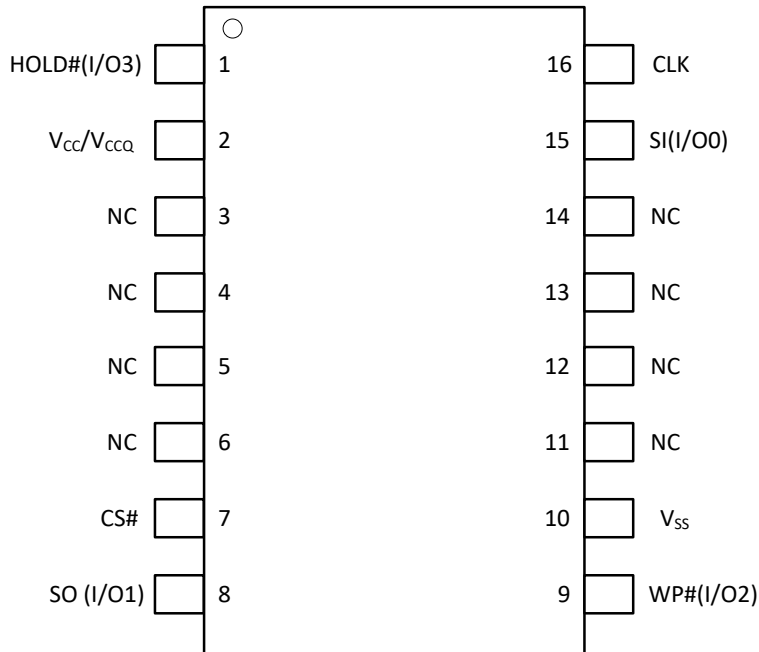 HOLD#(I/O3) 1 16 CLK
VCC/VCCQ 2 15 SI(I/O0)
NC 3 14 NC
NC 4 13 NC
NC 5 12 NC
NC 6 11 NC
CS# 7 10 VSS
SO (I/O1) 8 9 WP#(I/O2)